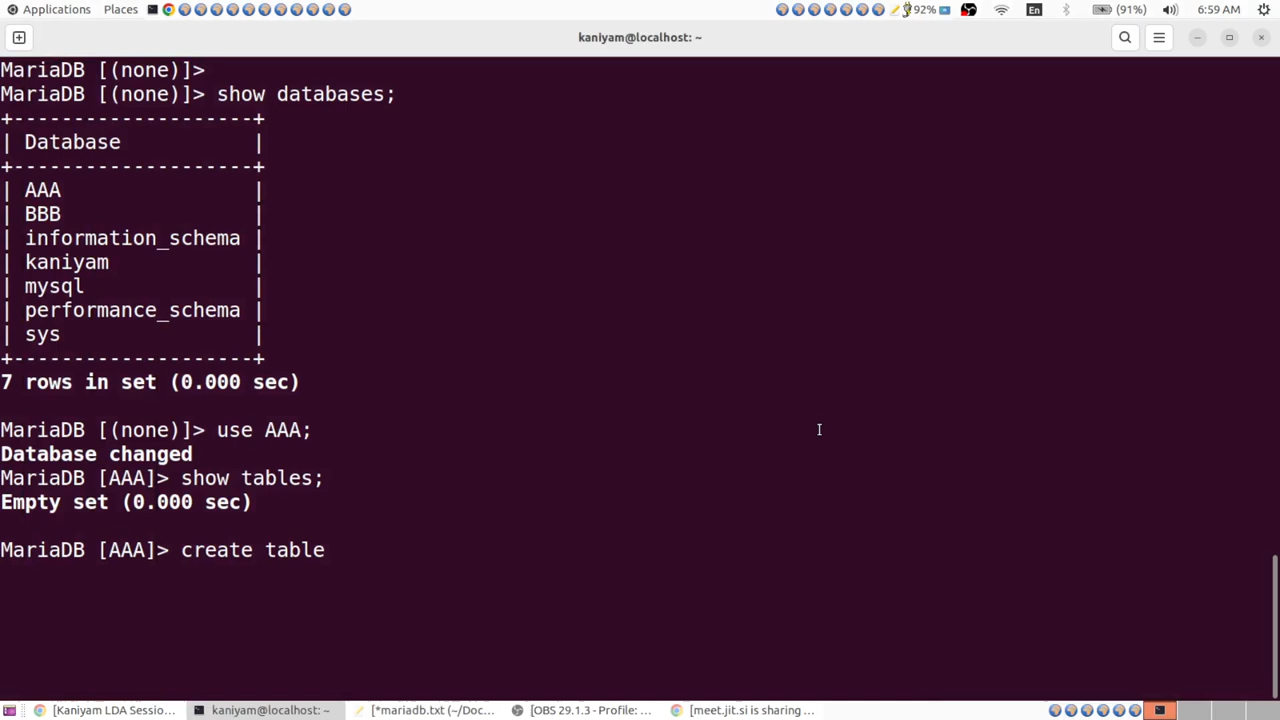 Applications Places 92% En (91%) 6:59 AM
kaniyam@localhost: ~
MariaDB [(none)]>
MariaDB [(none)]> show databases;
+--------------------+
| Database           |
+--------------------+
| AAA                |
| BBB                |
| information_schema |
| kaniyam            |
| mysql              |
| performance_schema |
| sys                |
+--------------------+
7 rows in set (0.000 sec)
MariaDB [(none)]> use AAA;
Database changed
MariaDB [AAA]> show tables;
Empty set (0.000 sec)
MariaDB [AAA]> create table
[Kaniyam LDA Sessio... kaniyam@localhost: ~ [*mariadb.txt (~/Doc... [OBS 29.1.3 - Profile: ... [meet.jit.si is sharing ...